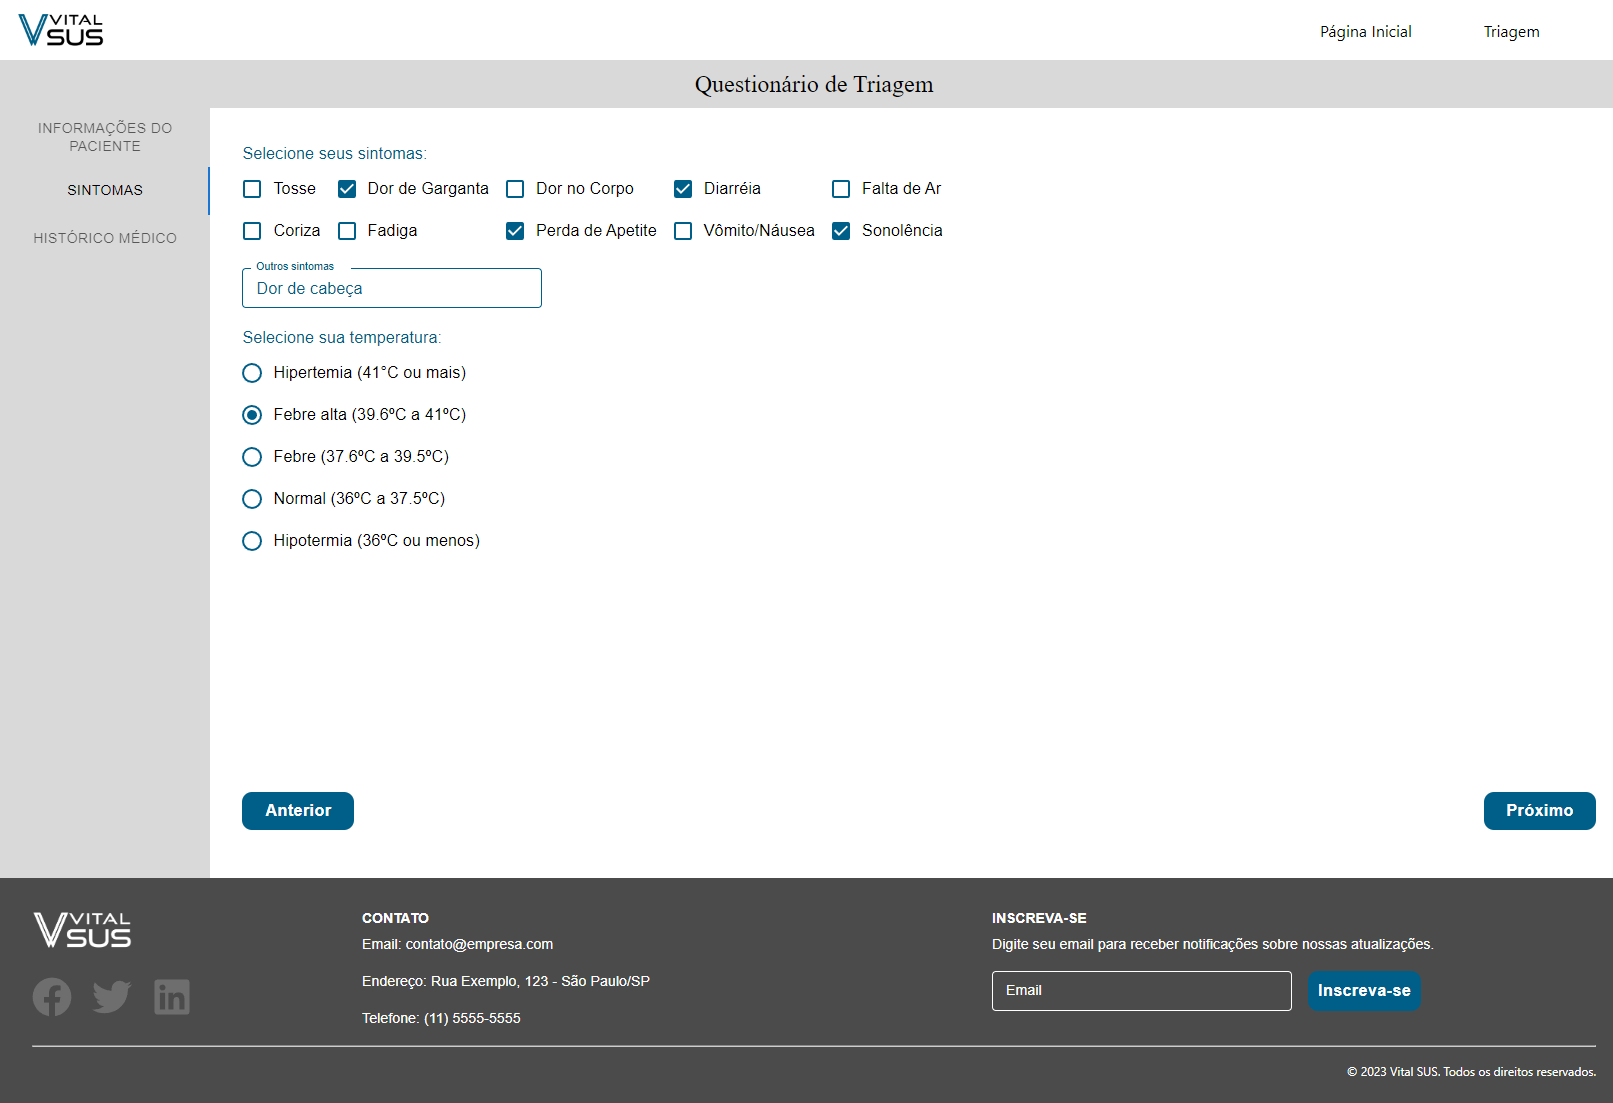 VITAL
SUS
Página Inicial
Triagem
Questionário de Triagem
INFORMAÇÕES DO
PACIENTE
SINTOMAS
HISTÓRICO MÉDICO
Selecione seus sintomas:
Tosse
Dor de Garganta
Dor no Corpo
Diarréia
Falta de Ar
Coriza
Fadiga
Perda de Apetite
Vômito/Náusea
Sonolência
Outros sintomas
Dor de cabeça
Selecione sua temperatura:
Hipertemia (41°C ou mais)
Febre alta (39.6ºC a 41ºC)
Febre (37.6ºC a 39.5ºC)
Normal (36ºC a 37.5ºC)
Hipotermia (36ºC ou menos)
Anterior
Próximo
VITAL
SUS
CONTATO
Email: contato@empresa.com
Endereço: Rua Exemplo, 123 - São Paulo/SP
Telefone: (11) 5555-5555
INSCREVA-SE
Digite seu email para receber notificações sobre nossas atualizações.
Email
Inscreva-se
© 2023 Vital SUS. Todos os direitos reservados.